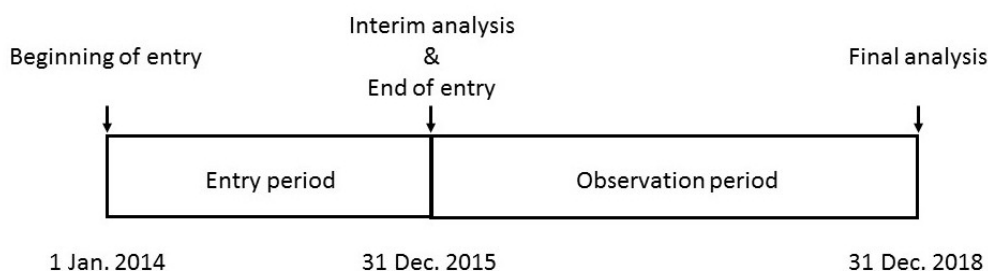 Interim analysis
Beginning of entry
&
Final analysis
End of entry
Entry period
Observation period
1 Jan. 2014
31 Dec. 2015
31 Dec. 2018